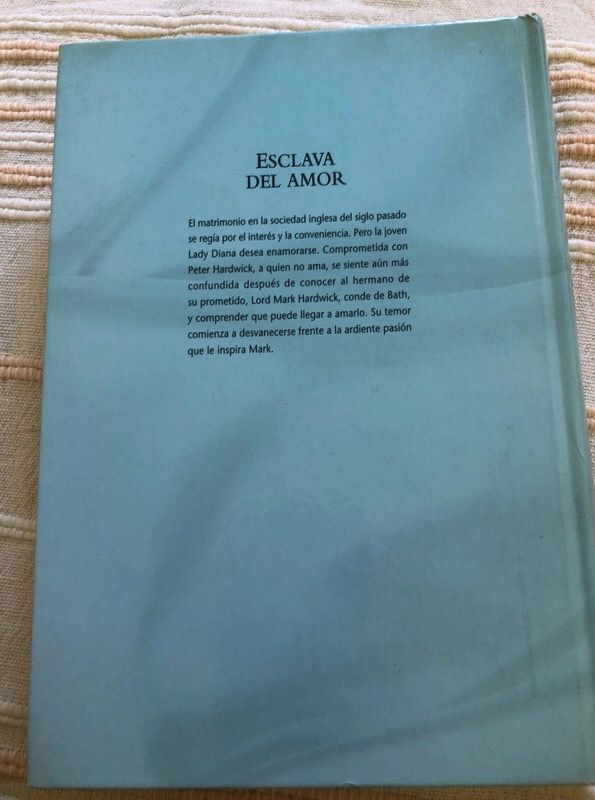 ESCLAVA
DEL AMOR
El matrimonio en la sociedad inglesa del siglo pasado
se regía por el interés y la conveniencia. Pero la joven
Lady Diana desea enamorarse. Comprometida con
Peter Hardwick, a quien no ama, se siente aún más
confundida después de conocer al hermano de
su prometido, Lord Mark Hardwick, conde de Bath,
y comprender que puede llegar a amarlo. Su temor
comienza a desvanecerse frente a la ardiente pasión
que le inspira Mark.